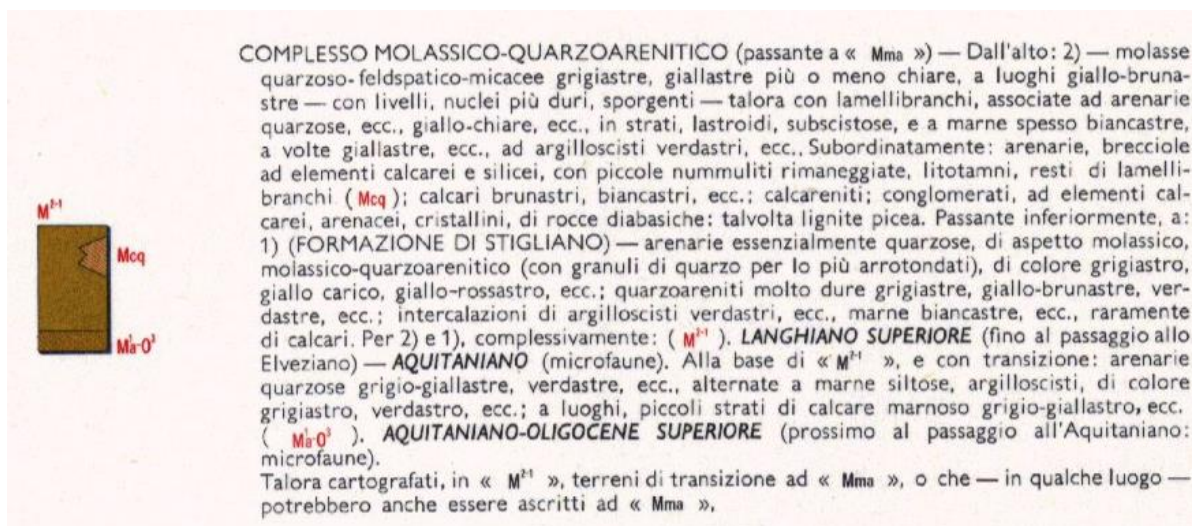 COMPLESSO MOLASSICO-QUARZOARENITICO (passante a « Mma ») — Dall'alto: 2) — molasse
quarzoso-feldspatico-micacee grigiastre, giallastre più o meno chiare, a luoghi giallo-bruna-
stre — con livelli, nuclei più duri, sporgenti — talora con lamellibranchi, associate ad arenarie
quarzose, ecc., giallo-chiare, ecc., in strati, lastroidi, subscistose, e a marne spesso biancastre,
a volte giallastre, ecc., ad argilloscisti verdastri, ecc., Subordinatamente: arenarie, brecciole
ad elementi calcarei e silicei, con piccole nummuliti rimaneggiate, litotamni, resti di lamelli-
branchi ( Mcq ); calcari brunastri, biancastri, ecc.; calcareniti; conglomerati, ad elementi cal-
carei, arenacei, cristallini, di rocce diabasiche: talvolta lignite picea. Passante inferiormente, a:
1) (FORMAZIONE DI STIGLIANO) — arenarie essenzialmente quarzose, di aspetto molassico,
molassico-quarzoarenitico (con granuli di quarzo per lo più arrotondati), di colore grigiastro,
giallo carico, giallo-rossastro, ecc.; quarzoareniti molto dure grigiastre, giallo-brunastre, ver-
dastre, ecc.; intercalazioni di argilloscisti verdastri, ecc., marne biancastre, ecc., raramente
di calcari. Per 2) e 1), complessivamente: ( M²⁻¹ ). LANGHIANO SUPERIORE (fino al passaggio allo
Elveziano) — AQUITANIANO (microfaune). Alla base di « M²⁻¹ », e con transizione: arenarie
quarzose grigio-giallastre, verdastre, ecc., alternate a marne siltose, argilloscisti, di colore
grigiastro, verdastro, ecc.; a luoghi, piccoli strati di calcare marnoso grigio-giallastro, ecc.
( M¹a-O³ ). AQUITANIANO-OLIGOCENE SUPERIORE (prossimo al passaggio all'Aquitaniano:
microfaune).
Talora cartografati, in « M²⁻¹ », terreni di transizione ad « Mma », o che — in qualche luogo —
potrebbero anche essere ascritti ad « Mma »,
M²⁻¹
Mcq
M¹a-O³